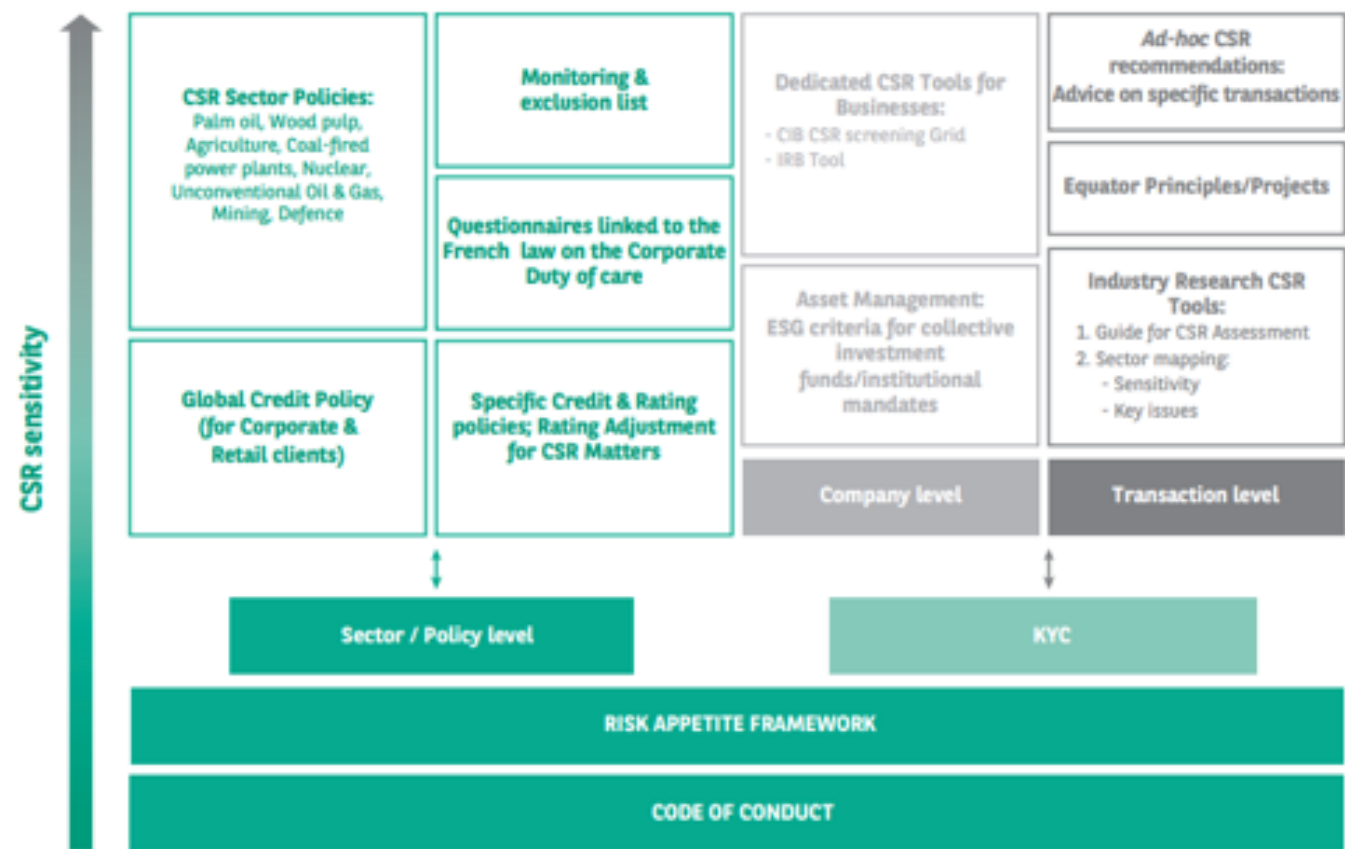 CSR sensitivity
CSR Sector Policies:
Palm oil, Wood pulp,
Agriculture, Coal-fired
power plants, Nuclear,
Unconventional Oil & Gas,
Mining, Defence
Global Credit Policy
(for Corporate &
Retail clients)
Monitoring &
exclusion list
Questionnaires linked to the
French law on the Corporate
Duty of care
Specific Credit & Rating
policies; Rating Adjustment
for CSR Matters
Dedicated CSR Tools for
Businesses:
- CIB CSR screening Grid
- IRB Tool
Asset Management:
ESG criteria for collective
investment
funds/institutional
mandates
Company level
Ad-hoc CSR
recommendations:
Advice on specific transactions
Equator Principles/Projects
Industry Research CSR
Tools:
1. Guide for CSR Assessment
2. Sector mapping:
- Sensitivity
- Key issues
Transaction level
Sector / Policy level
KYC
RISK APPETITE FRAMEWORK
CODE OF CONDUCT